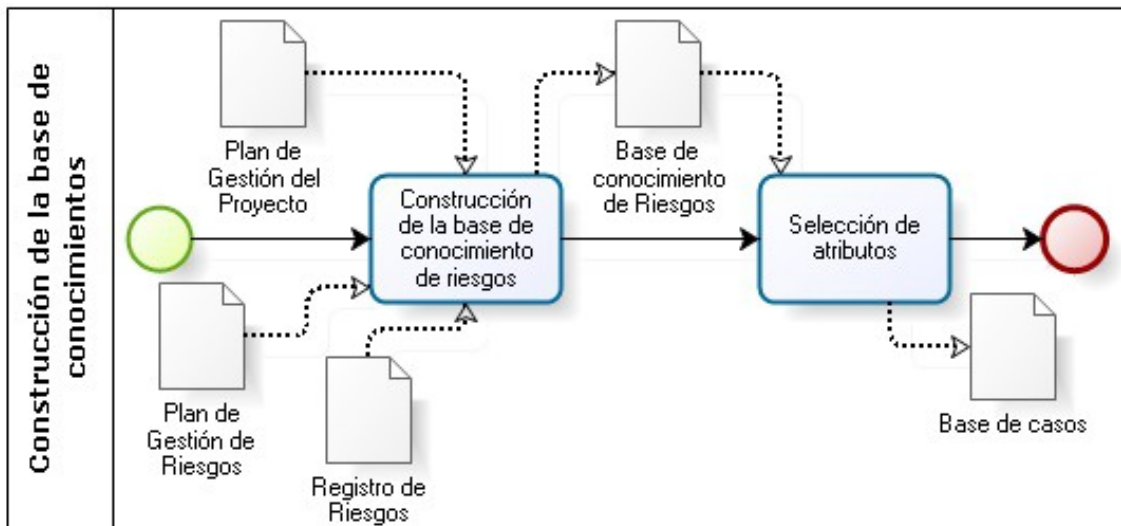 Construcción de la base de
conocimientos
Plan de
Gestión del
Proyecto
Base de
conocimiento
de Riesgos
Construcción
de la base de
conocimiento
de riesgos
Selección de
atributos
Plan de
Gestión de
Riesgos
Registro de
Riesgos
Base de casos